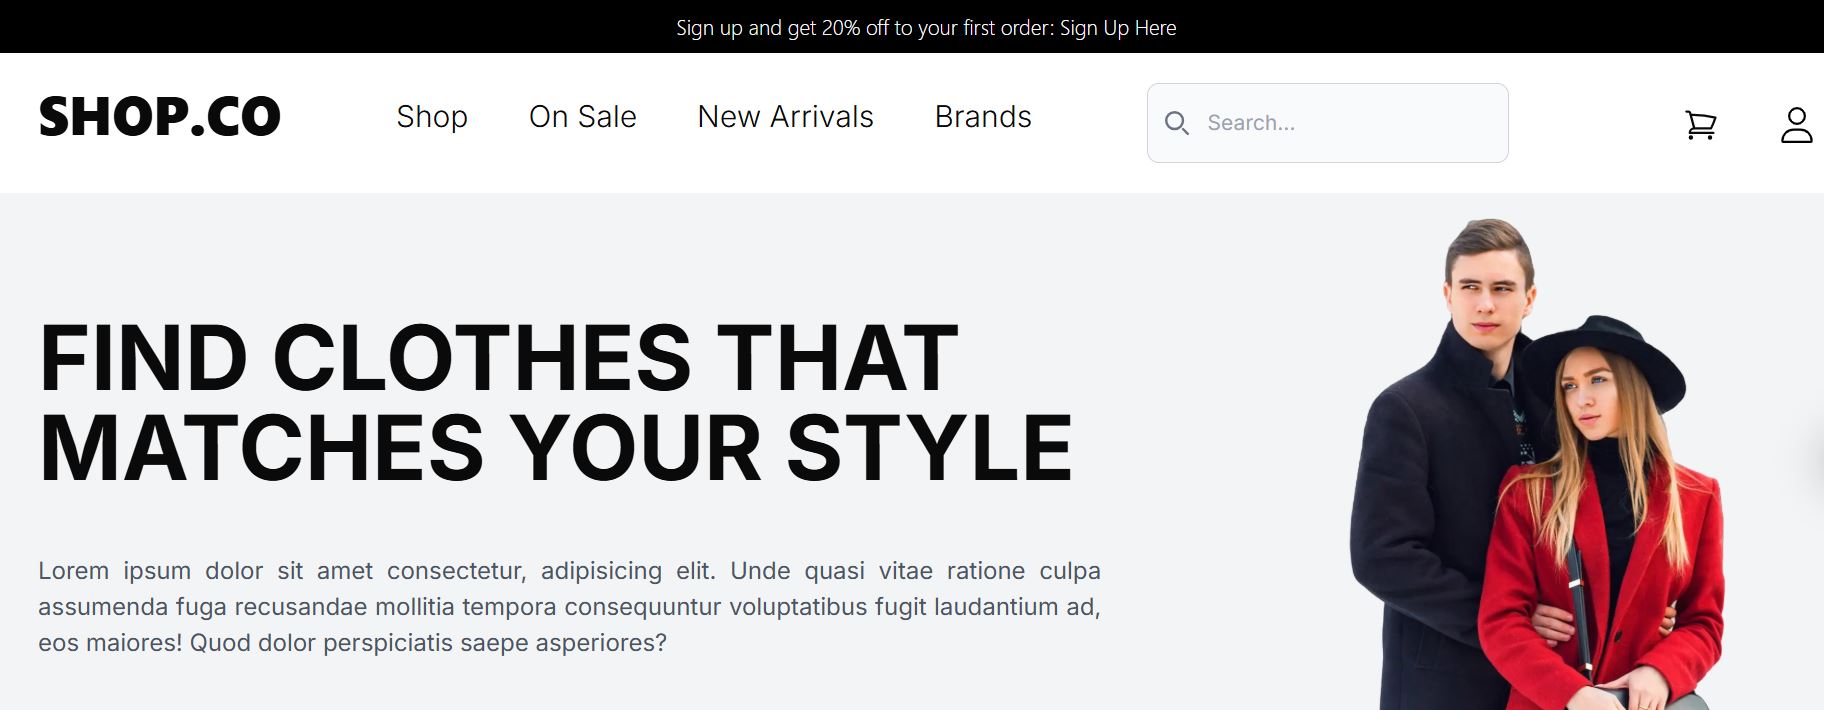 Sign up and get 20% off to your first order: Sign Up Here
SHOP.CO
Shop
On Sale
New Arrivals
Brands
Search...
FIND CLOTHES THAT
MATCHES YOUR STYLE
Lorem ipsum dolor sit amet consectetur, adipisicing elit. Unde quasi vitae ratione culpa
assumenda fuga recusandae mollitia tempora consequuntur voluptatibus fugit laudantium ad,
eos maiores! Quod dolor perspiciatis saepe asperiores?